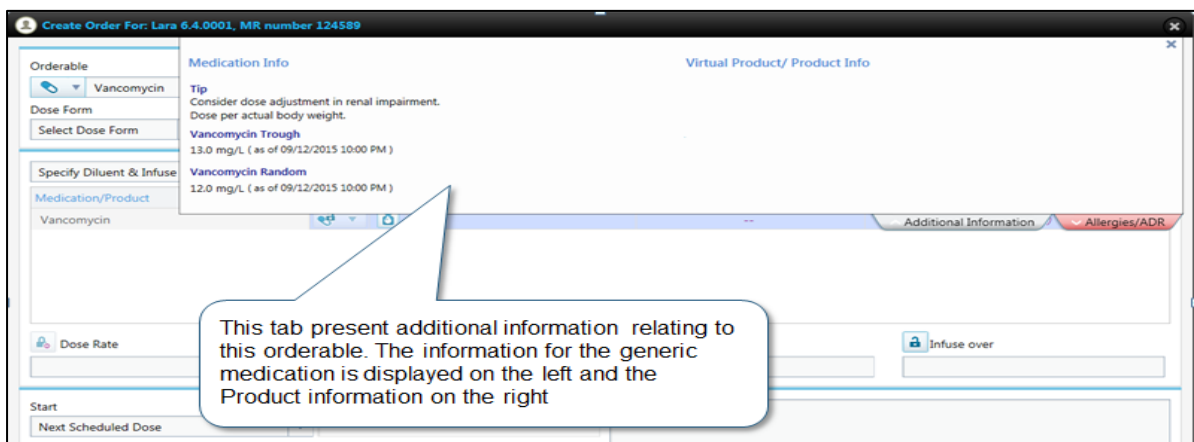 Create Order For: Lara 6.4.0001, MR number 124589
Orderable
Vancomycin
Dose Form
Select Dose Form
Specify Diluent & Infuse
Medication/Product
Vancomycin
Medication Info
Virtual Product/ Product Info
Tip
Consider dose adjustment in renal impairment.
Dose per actual body weight.
Vancomycin Trough
13.0 mg/L ( as of 09/12/2015 10:00 PM )
Vancomycin Random
12.0 mg/L ( as of 09/12/2015 10:00 PM )
--
Additional Information
Allergies/ADR
This tab present additional information relating to
this orderable. The information for the generic
medication is displayed on the left and the
Product information on the right
Dose Rate
Infuse over
Start
Next Scheduled Dose